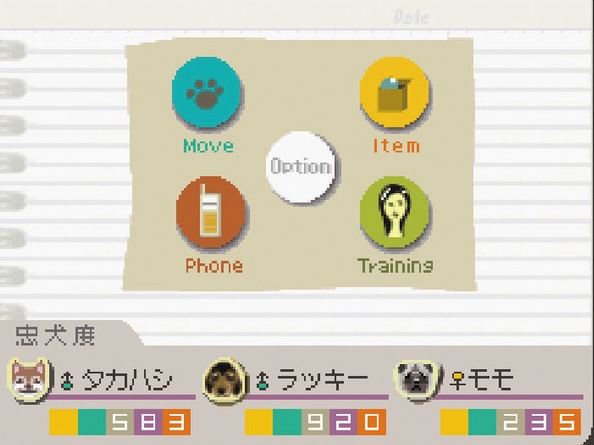 Date
Move
Item
Option
Phone
Training
忠犬度
♂タカハシ
583
♂ラッキー
920
♀モモ
235